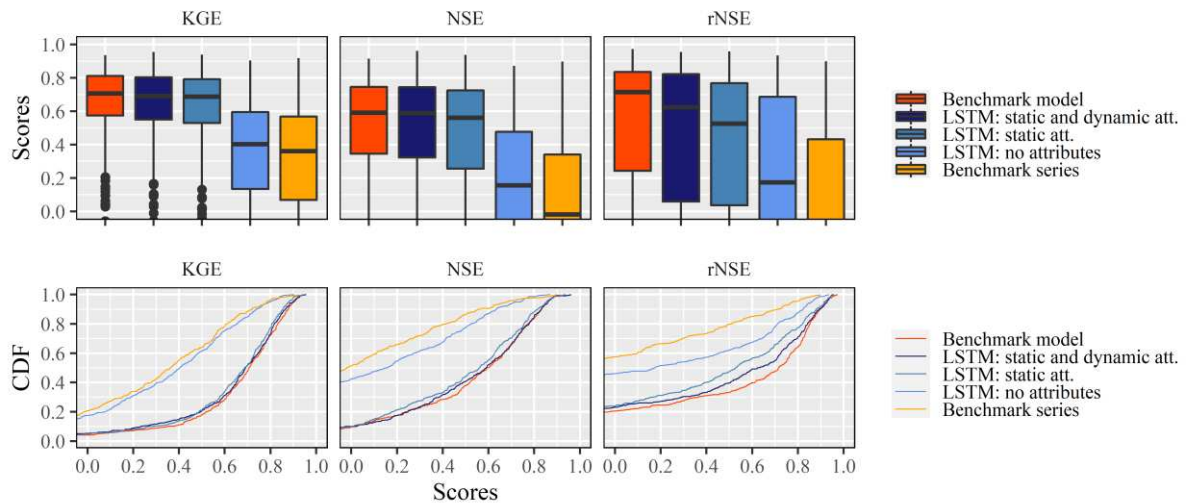 KGE NSE rNSE
Scores
1.0
0.8
0.6
0.4
0.2
0.0
Benchmark model
LSTM: static and dynamic att.
LSTM: static att.
LSTM: no attributes
Benchmark series
KGE NSE rNSE
CDF
1.0
0.8
0.6
0.4
0.2
0.0
0.0 0.2 0.4 0.6 0.8 1.0 0.0 0.2 0.4 0.6 0.8 1.0 0.0 0.2 0.4 0.6 0.8 1.0
Scores
Benchmark model
LSTM: static and dynamic att.
LSTM: static att.
LSTM: no attributes
Benchmark series